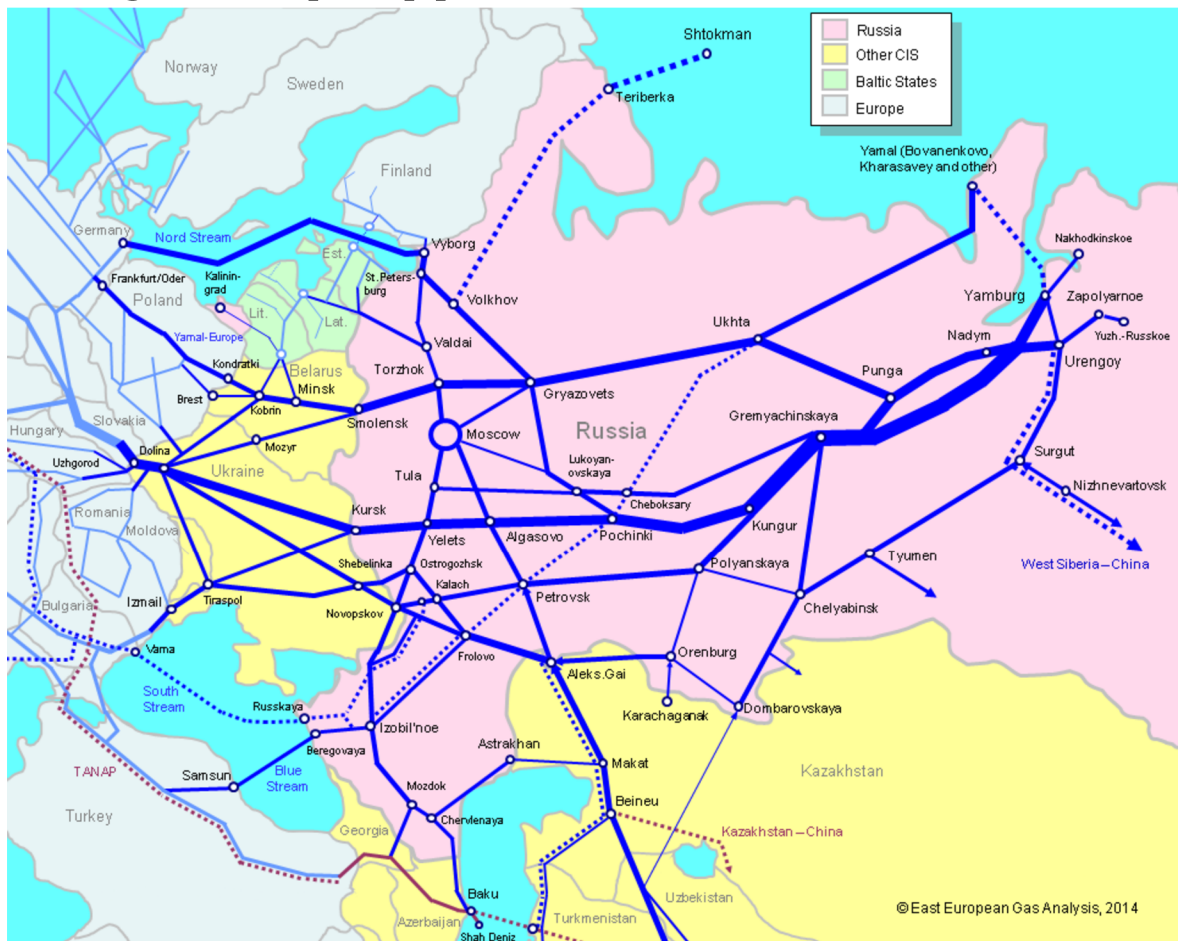 Shtokman
Russia
Other CIS
Baltic States
Europe
Norway
Sweden
Teriberka
Finland
Yamal (Bovanenkovo,
Kharasavey and other)
Germany
Nord Stream
Vyborg
Nakhodkinskoe
Est.
Frankfurt/Oder
Kalinin-
grad
St.Peters-
burg
Volkhov
Yamburg
Zapolyarnoe
Poland
Lit.
Lat.
Ukhta
Yuzh.-Russkoe
Yamal-Europe
Valdai
Nadym
Urengoy
Kondratki
Belarus
Torzhok
Minsk
Gryazovets
Punga
Brest
Kobrin
Smolensk
Gremyachinskaya
Slovakia
Hungary
Moscow
Russia
Dolina
Mozyr
Uzhgorod
Ukraine
Tula
Lukoyan-
ovskaya
Surgut
Cheboksary
Nizhnevartovsk
Romania
Kursk
Kungur
Moldova
Yelets
Algasovo
Pochinki
Shebelinka
Ostrogozhsk
Polyanskaya
Tyumen
West Siberia – China
Kalach
Izmail
Tiraspol
Novopskov
Petrovsk
Chelyabinsk
Bulgaria
Varna
Frolovo
Orenburg
Aleks.Gai
South
Stream
Russkaya
Karachaganak
Dombarovskaya
Izobil'noe
Beregovaya
Astrakhan
TANAP
Samsun
Blue
Stream
Makat
Kazakhstan
Mozdok
Beineu
Turkey
Chervlenaya
Kazakhstan – China
Georgia
Baku
Uzbekistan
Azerbaijan
Turkmenistan
© East European Gas Analysis, 2014
Shah Deniz